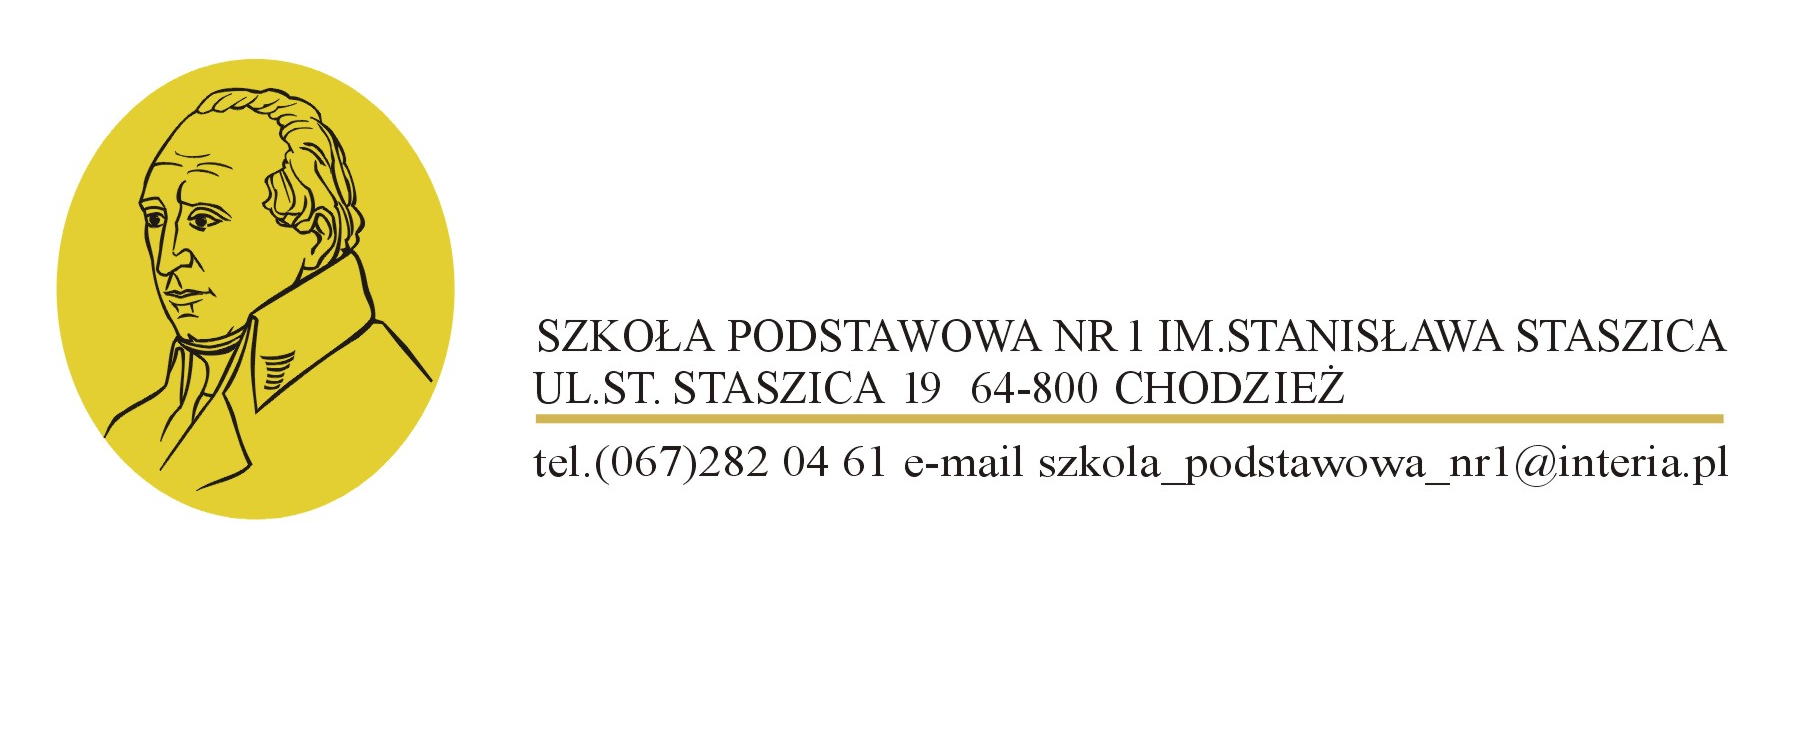 SZKOŁA PODSTAWOWA NR 1 IM.STANISŁAWA STASZICA
UL.ST. STASZICA 19 64-800 CHODZIEŻ
tel.(067)282 04 61 e-mail szkola_podstawowa_nr1@interia.pl